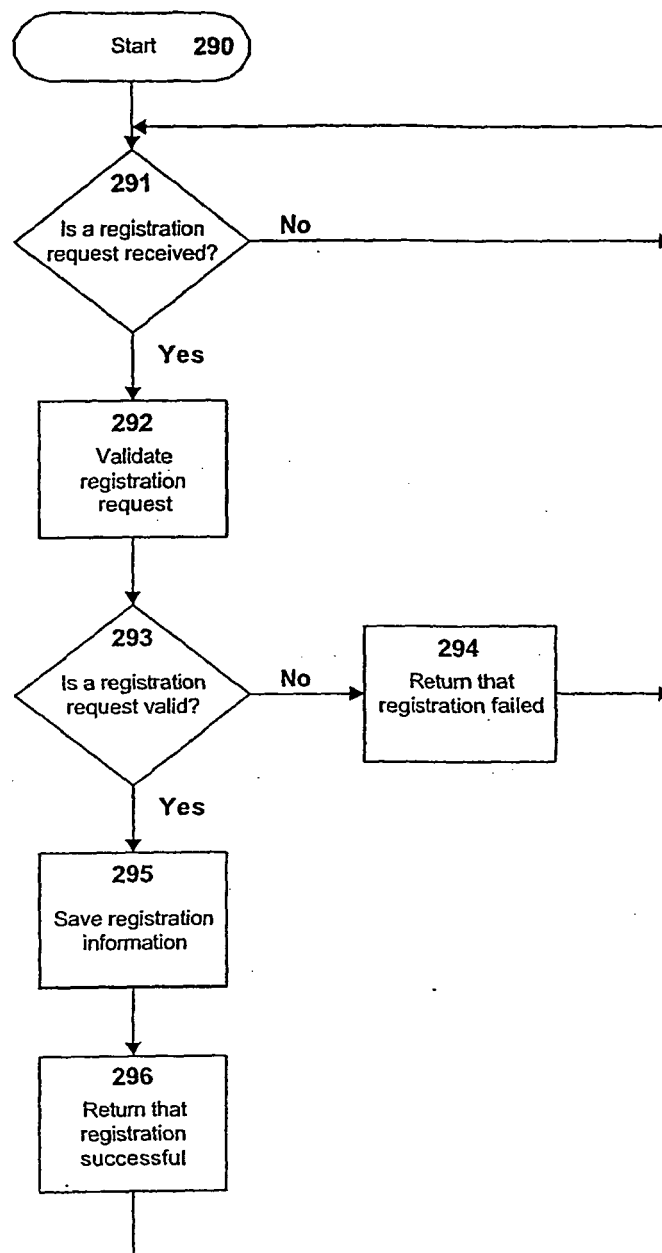 Start 290
291
Is a registration
request received?
No
Yes
292
Validate
registration
request
293
Is a registration
request valid?
No
294
Return that
registration failed
Yes
295
Save registration
information
296
Return that
registration
successful